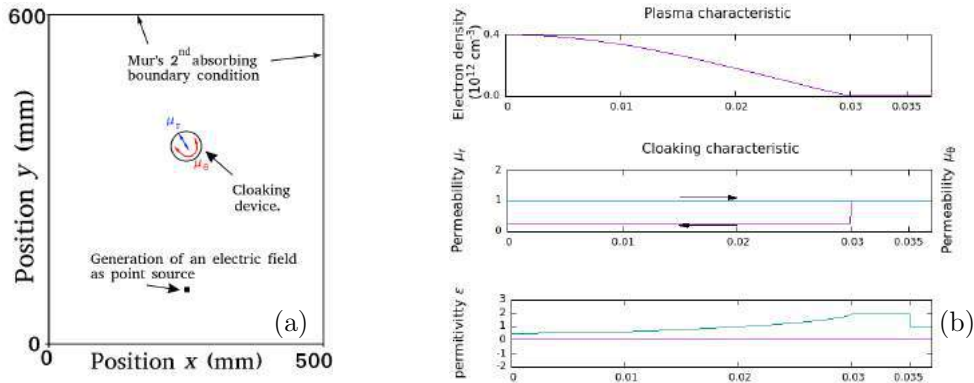 600
Mur's 2nd absorbing
boundary condition
μr
μθ
Cloaking
device.
Generation of an electric field
as point source
Position y (mm)
0
0
500
Position x (mm)
(a)
Plasma characteristic
Electron density
(10^12 cm^-3)
0.4
0.0
0 0.01 0.02 0.03 0.035
Cloaking characteristic
Permeability μr
2
1
0
0 0.01 0.02 0.03 0.035
Permeability μθ
permitivitty ε
3
2
1
0
-1
-2
0 0.01 0.02 0.03 0.035
(b)